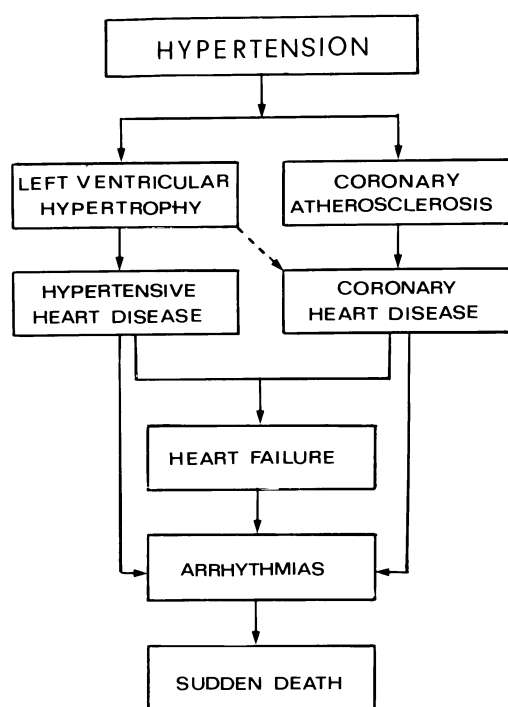 HYPERTENSION
LEFT VENTRICULAR
HYPERTROPHY
CORONARY
ATHEROSCLEROSIS
HYPERTENSIVE
HEART DISEASE
CORONARY
HEART DISEASE
HEART FAILURE
ARRHYTHMIAS
SUDDEN DEATH